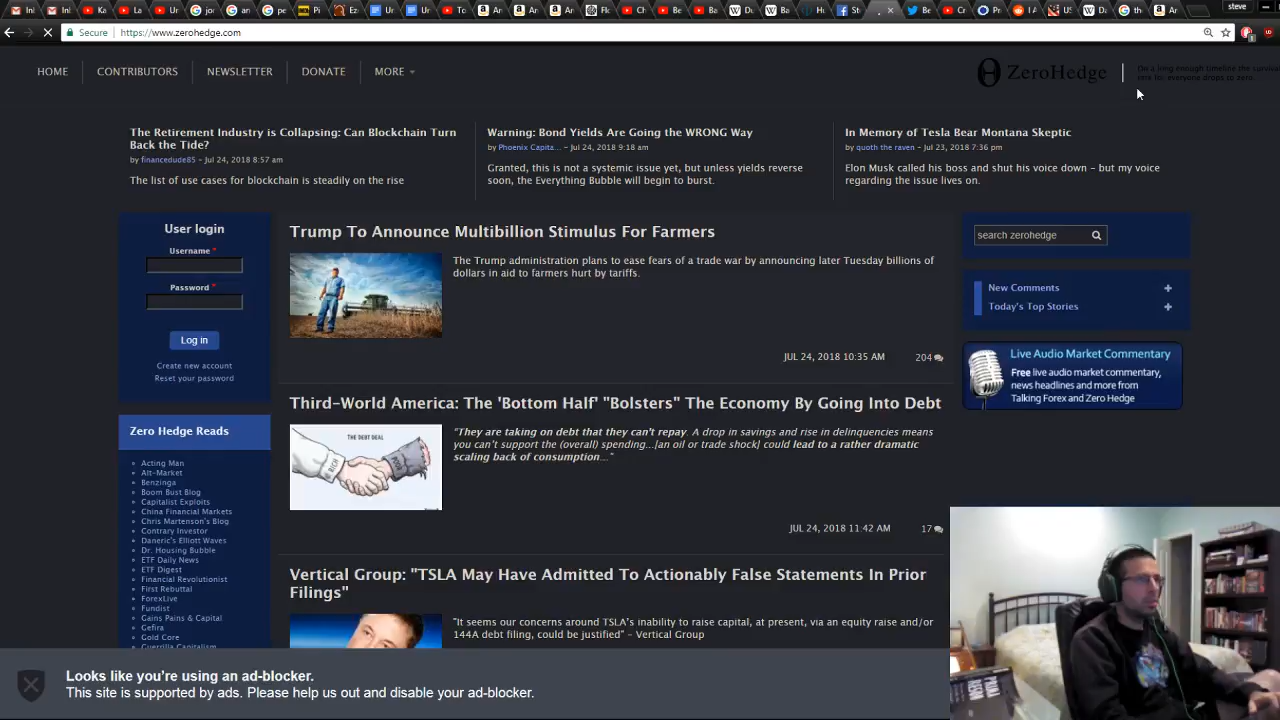 steve
Secure
https://www.zerohedge.com
HOME
CONTRIBUTORS
NEWSLETTER
DONATE
MORE
ZeroHedge
On a long enough timeline the survival
rate for everyone drops to zero.
The Retirement Industry is Collapsing: Can Blockchain Turn
Back the Tide?
by financedude85 - Jul 24, 2018 8:57 am
The list of use cases for blockchain is steadily on the rise
Warning: Bond Yields Are Going the WRONG Way
by Phoenix Capita... - Jul 24, 2018 9:18 am
Granted, this is not a systemic issue yet, but unless yields reverse
soon, the Everything Bubble will begin to burst.
In Memory of Tesla Bear Montana Skeptic
by quoth the raven - Jul 23, 2018 7:36 pm
Elon Musk called his boss and shut his voice down – but my voice
regarding the issue lives on.
User login
Username *
Password *
Log in
Create new account
Reset your password
Zero Hedge Reads
Acting Man
Alt-Market
Benzinga
Boom Bust Blog
Capitalist Exploits
China Financial Markets
Chris Martenson's Blog
Contrary Investor
Daneric's Elliott Waves
Dr. Housing Bubble
ETF Daily News
ETF Digest
Financial Revolutionist
First Rebuttal
ForexLive
Fundist
Gains Pains & Capital
Gefira
Gold Core
Guerrilla Capitalism
Trump To Announce Multibillion Stimulus For Farmers
The Trump administration plans to ease fears of a trade war by announcing later Tuesday billions of
dollars in aid to farmers hurt by tariffs.
JUL 24, 2018 10:35 AM
204
Third-World America: The 'Bottom Half' "Bolsters" The Economy By Going Into Debt
THE DEBT DEAL
RICH
POOR
"They are taking on debt that they can't repay. A drop in savings and rise in delinquencies means
you can't support the (overall) spending...[an oil or trade shock] could lead to a rather dramatic
scaling back of consumption..."
JUL 24, 2018 11:42 AM
17
Vertical Group: "TSLA May Have Admitted To Actionably False Statements In Prior
Filings"
"It seems our concerns around TSLA's inability to raise capital, at present, via an equity raise and/or
144A debt filing, could be justified" – Vertical Group
search zerohedge
New Comments +
Today's Top Stories +
Live Audio Market Commentary
Free live audio market commentary,
news headlines and more from
Talking Forex and Zero Hedge
Looks like you're using an ad-blocker.
This site is supported by ads. Please help us out and disable your ad-blocker.